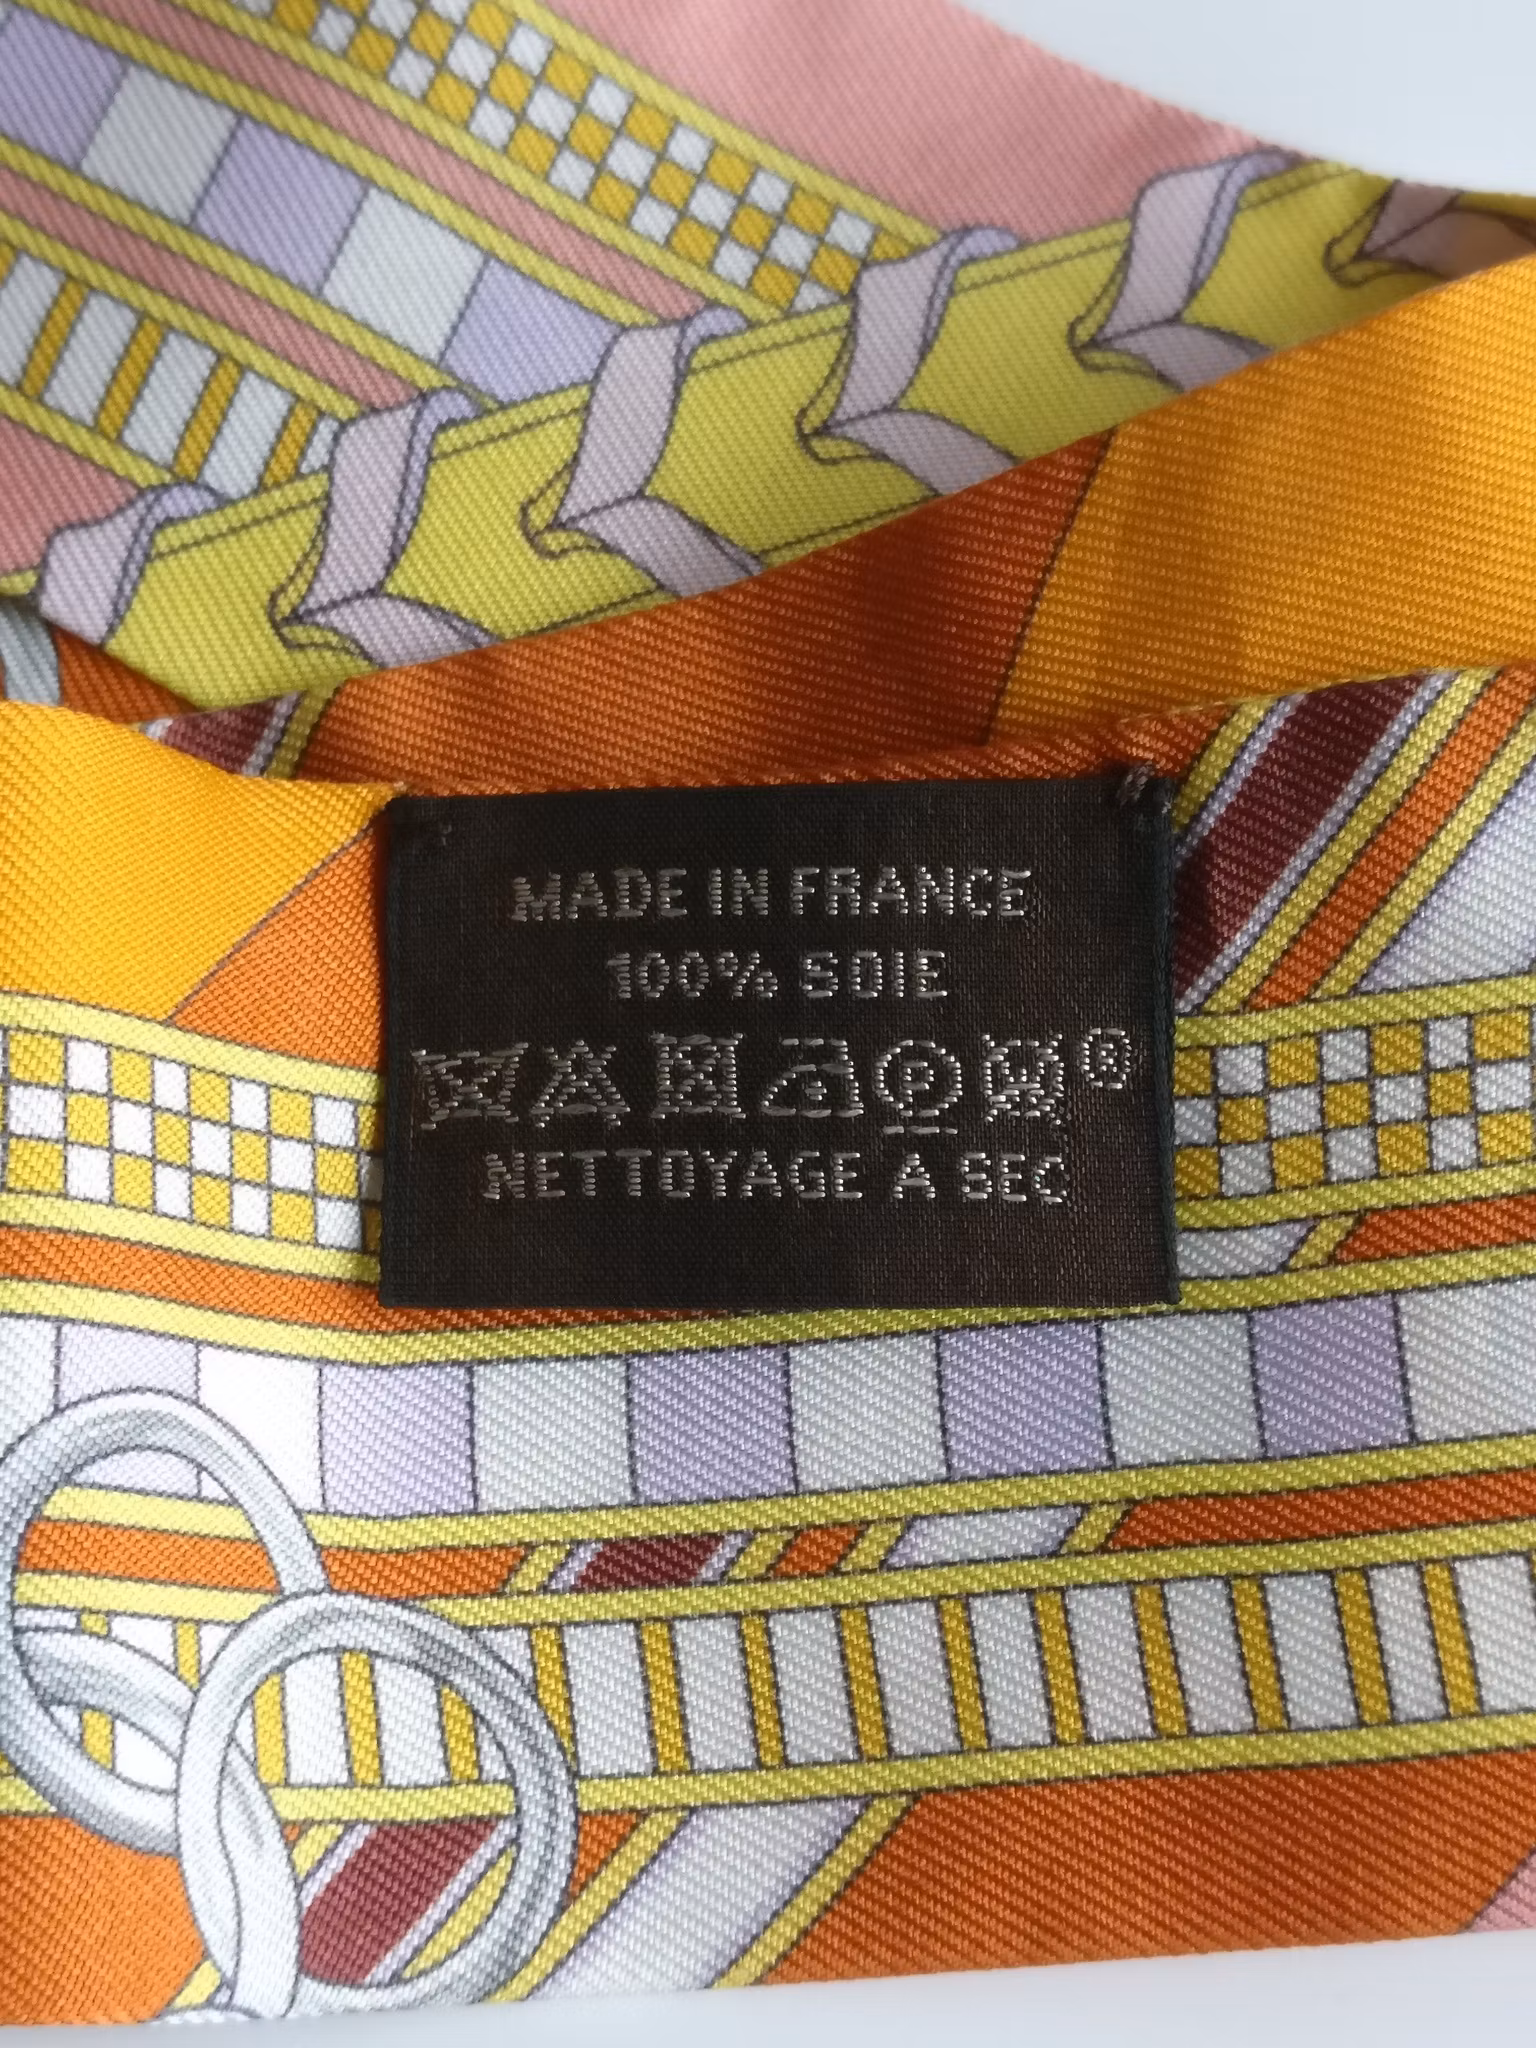 MADE IN FRANCE
100% SOIE
P W ®
NETTOYAGE A SEC